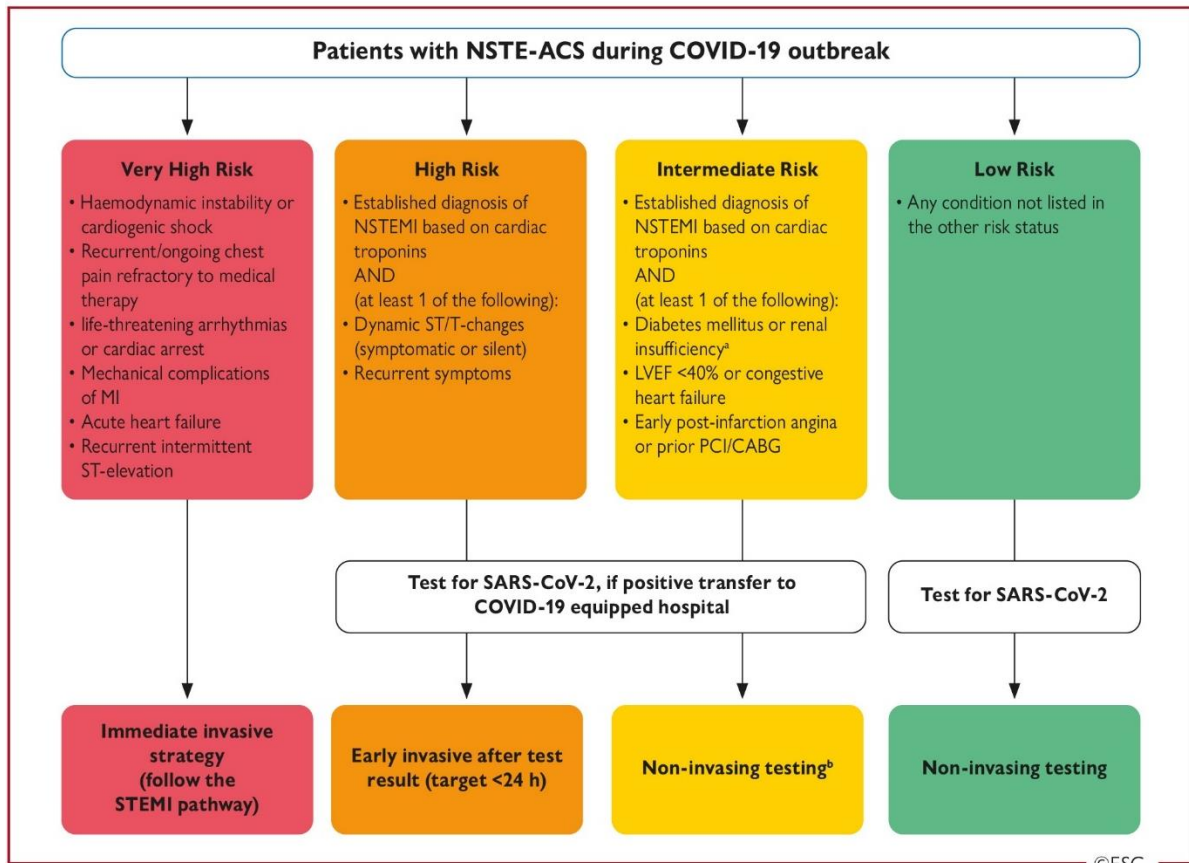 Patients with NSTE-ACS during COVID-19 outbreak
Very High Risk
• Haemodynamic instability or
cardiogenic shock
• Recurrent/ongoing chest
pain refractory to medical
therapy
• life-threatening arrhythmias
or cardiac arrest
• Mechanical complications
of MI
• Acute heart failure
• Recurrent intermittent
ST-elevation
High Risk
• Established diagnosis of
NSTEMI based on cardiac
troponins
AND
(at least 1 of the following):
• Dynamic ST/T-changes
(symptomatic or silent)
• Recurrent symptoms
Intermediate Risk
• Established diagnosis of
NSTEMI based on cardiac
troponins
AND
(at least 1 of the following):
• Diabetes mellitus or renal
insufficiencyᵃ
• LVEF <40% or congestive
heart failure
• Early post-infarction angina
or prior PCI/CABG
Low Risk
• Any condition not listed in
the other risk status
Test for SARS-CoV-2, if positive transfer to
COVID-19 equipped hospital
Test for SARS-CoV-2
Immediate invasive
strategy
(follow the
STEMI pathway)
Early invasive after test
result (target <24 h)
Non-invasing testingᵇ
Non-invasing testing
©ESC